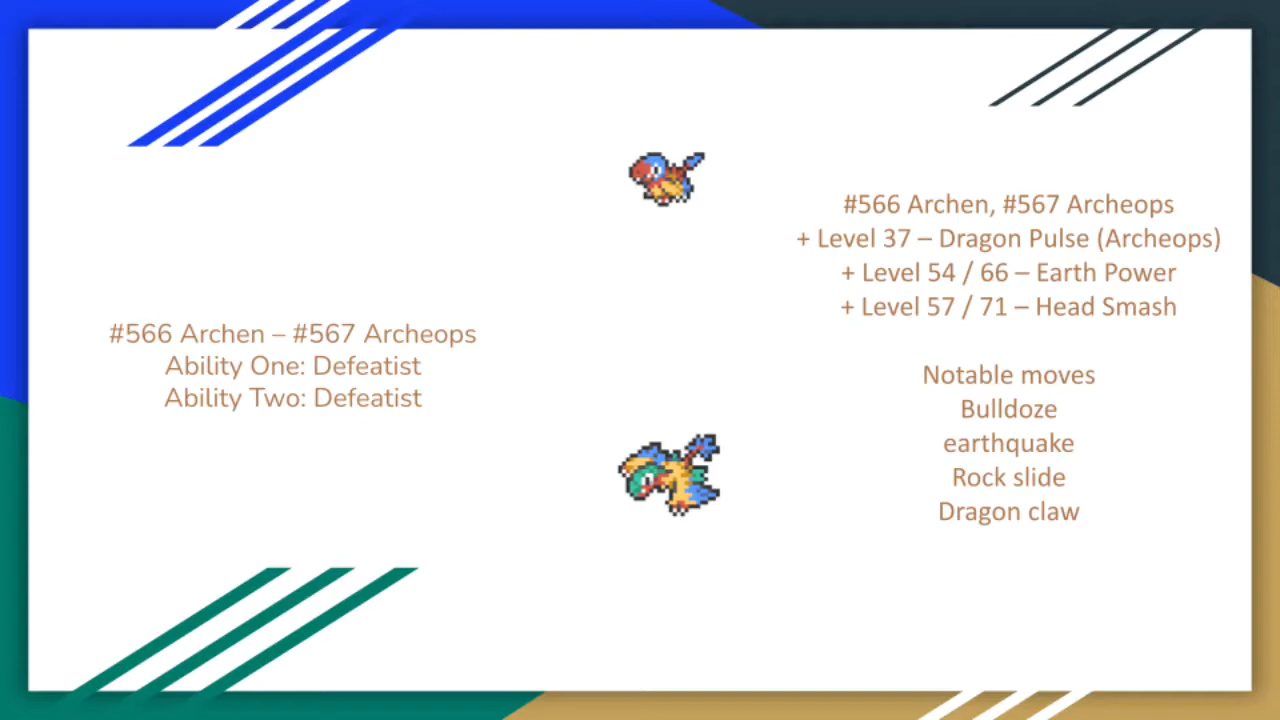 #566 Archen – #567 Archeops
Ability One: Defeatist
Ability Two: Defeatist
#566 Archen, #567 Archeops
+ Level 37 – Dragon Pulse (Archeops)
+ Level 54 / 66 – Earth Power
+ Level 57 / 71 – Head Smash
Notable moves
Bulldoze
earthquake
Rock slide
Dragon claw